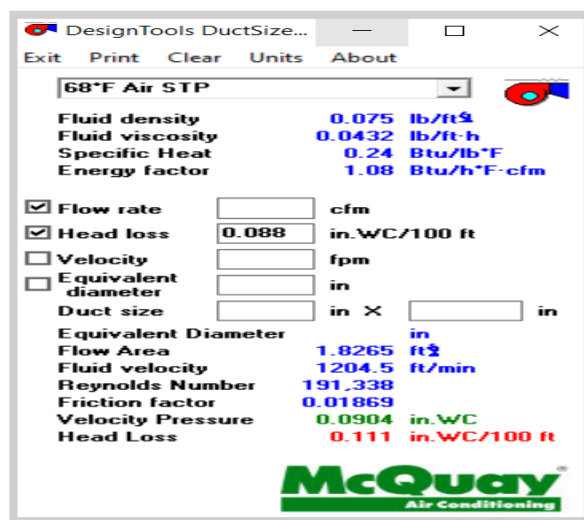 DesignTools DuctSize...
Exit Print Clear Units About
68°F Air STP
Fluid density 0.075 lb/ft³
Fluid viscosity 0.0432 lb/ft·h
Specific Heat 0.24 Btu/lb°F
Energy factor 1.08 Btu/h°F·cfm
Flow rate cfm
Head loss 0.088 in.WC/100 ft
Velocity fpm
Equivalent
diameter in
Duct size in X in
Equivalent Diameter in
Flow Area 1.8265 ft²
Fluid velocity 1204.5 ft/min
Reynolds Number 191,338
Friction factor 0.01869
Velocity Pressure 0.0904 in.WC
Head Loss 0.111 in.WC/100 ft
McQuay®
Air Conditioning